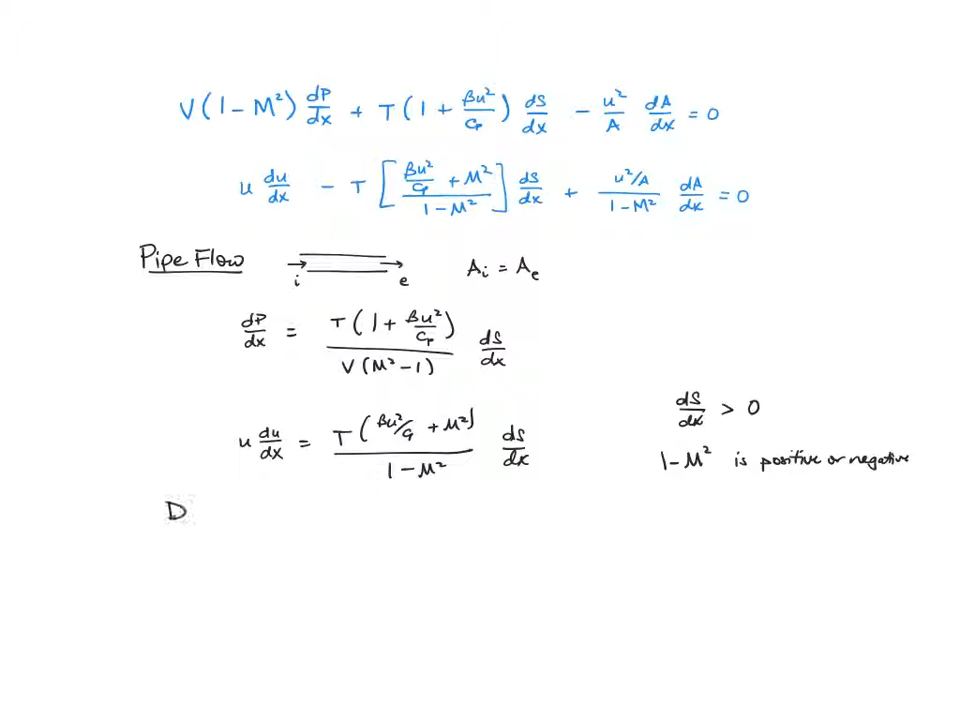 V(1-M²) dP/dx + T(1 + βu²/Cp) dS/dx - u²/A dA/dx = 0
u du/dx - T[(βu²/Cp + M²)/(1-M²)] dS/dx + (u²/A)/(1-M²) dA/dx = 0
Pipe Flow i e Ai = Ae
dP/dx = T(1 + βu²/Cp)/V(M²-1) dS/dx
dS/dx > 0
u du/dx = T(βu²/Cp + M²)/(1-M²) dS/dx
1-M² is positive or negative
D